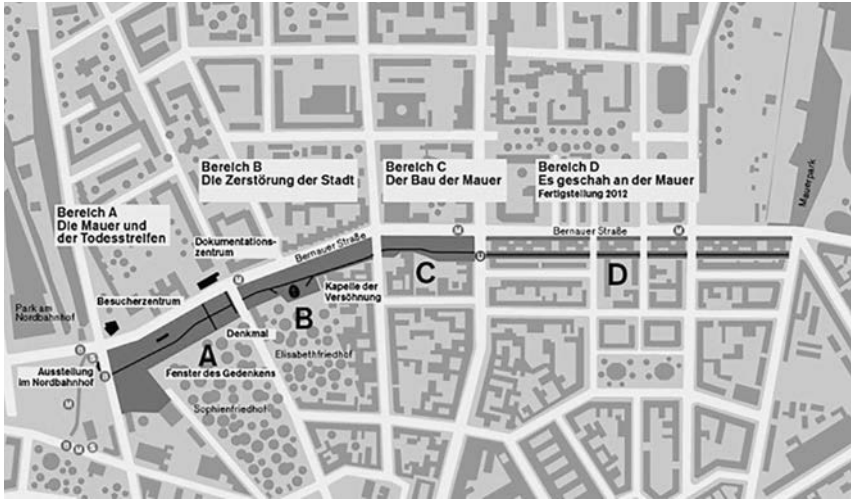 Bereich B
Die Zerstörung der Stadt
Bereich C
Der Bau der Mauer
Bereich D
Es geschah an der Mauer
Fertigstellung 2012
Mauerpark
Bereich A
Die Mauer und
der Todesstreifen
Dokumentations-
zentrum
Bernauer Straße
M
M
Bernauer Straße
M
M
M
C
D
Besucherzentrum
Kapelle der
Versöhnung
Park am
Nordbahnhof
Denkmal
B
A
Elisabethfriedhof
Ausstellung
im Nordbahnhof
Fenster des Gedenkens
Sophienfriedhof
S
M
M
S